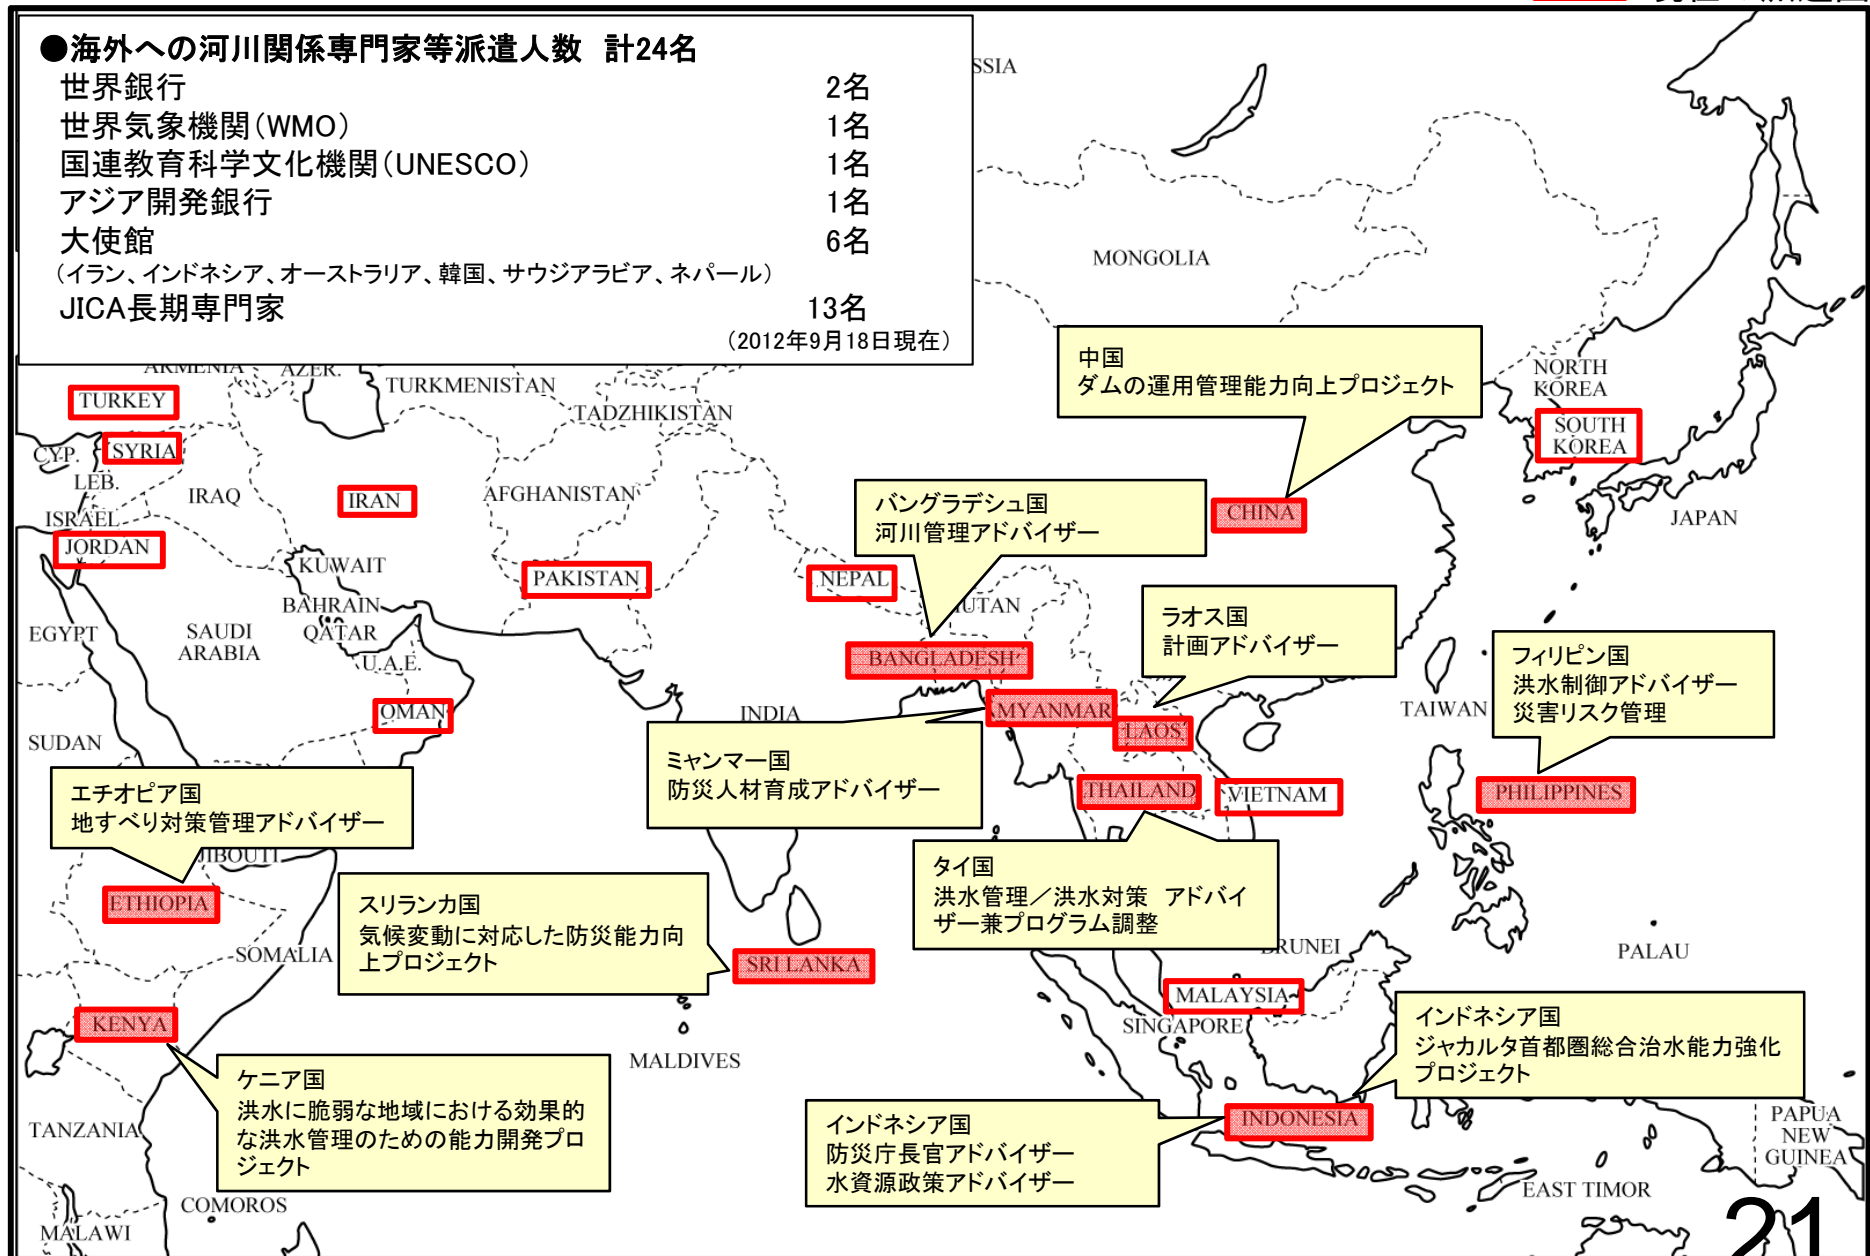 ●海外への河川関係専門家等派遣人数 計24名
世界銀行 2名
世界気象機関(WMO) 1名
国連教育科学文化機関(UNESCO) 1名
アジア開発銀行 1名
大使館 6名
(イラン、インドネシア、オーストラリア、韓国、サウジアラビア、ネパール)
JICA長期専門家 13名
(2012年9月18日現在)
MONGOLIA
中国
ダムの運用管理能力向上プロジェクト
NORTH
KOREA
SOUTH
KOREA
JAPAN
ARMENIA
AZER.
TURKMENISTAN
TADZHIKISTAN
TURKEY
CYP.
SYRIA
LEB.
IRAQ
IRAN
AFGHANISTAN
ISRAEL
JORDAN
KUWAIT
PAKISTAN
NEPAL
バングラデシュ国
河川管理アドバイザー
CHINA
BAHRAIN
QATAR
EGYPT
SAUDI
ARABIA
U.A.E.
OMAN
BANGLADESH
ラオス国
計画アドバイザー
フィリピン国
洪水制御アドバイザー
災害リスク管理
TAIWAN
INDIA
MYANMAR
LAOS
SUDAN
ミャンマー国
防災人材育成アドバイザー
THAILAND
VIETNAM
PHILIPPINES
エチオピア国
地すべり対策管理アドバイザー
JIBOUTI
ETHIOPIA
スリランカ国
気候変動に対応した防災能力向
上プロジェクト
SRI LANKA
タイ国
洪水管理／洪水対策 アドバイ
ザー兼プログラム調整
BRUNEI
PALAU
SOMALIA
KENYA
MALAYSIA
SINGAPORE
MALDIVES
インドネシア国
ジャカルタ首都圏総合治水能力強化
プロジェクト
ケニア国
洪水に脆弱な地域における効果的
な洪水管理のための能力開発プロ
ジェクト
インドネシア国
防災庁長官アドバイザー
水資源政策アドバイザー
INDONESIA
TANZANIA
PAPUA
NEW
GUINEA
EAST TIMOR
COMOROS
MALAWI
21